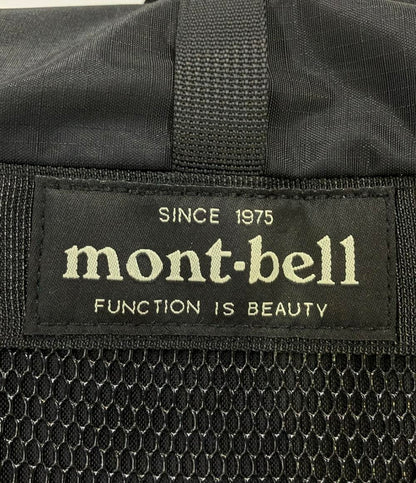 SINCE 1975
mont-bell
FUNCTION IS BEAUTY